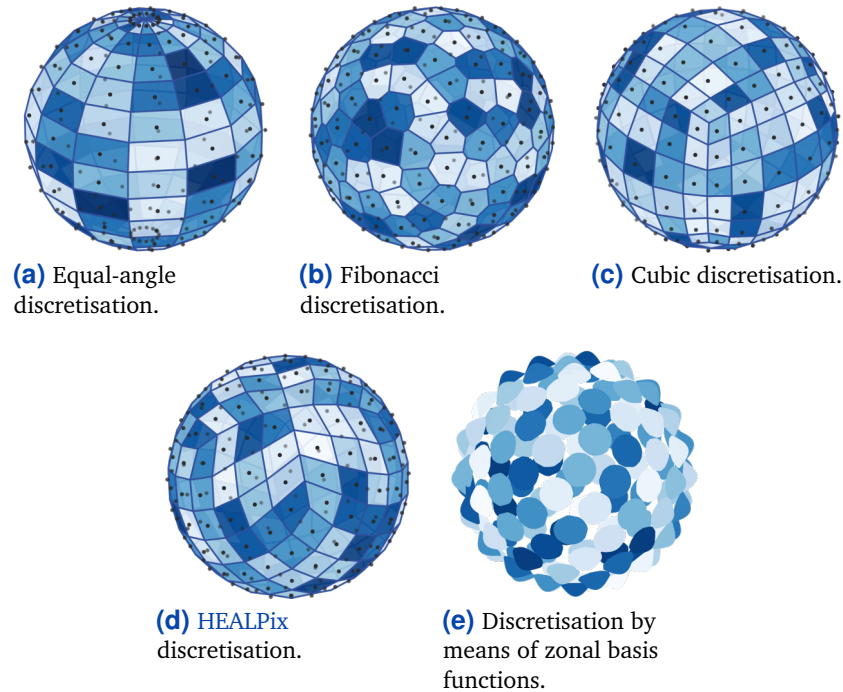 (a) Equal-angle
discretisation.
(b) Fibonacci
discretisation.
(c) Cubic discretisation.
(d) HEALPix
discretisation.
(e) Discretisation by
means of zonal basis
functions.